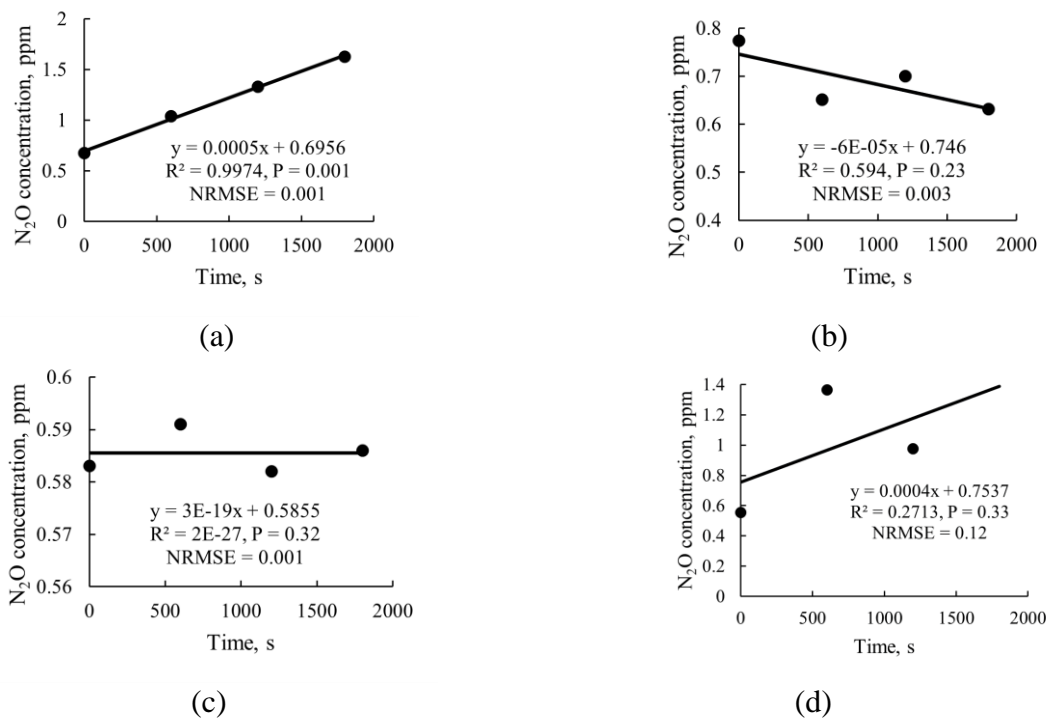 N₂O concentration, ppm
2
1.5
1
0.5
0
y = 0.0005x + 0.6956
R² = 0.9974, P = 0.001
NRMSE = 0.001
0 500 1000 1500 2000
Time, s
(a)
N₂O concentration, ppm
0.8
0.7
0.6
0.5
0.4
y = -6E-05x + 0.746
R² = 0.594, P = 0.23
NRMSE = 0.003
0 500 1000 1500 2000
Time, s
(b)
N₂O concentration, ppm
0.6
0.59
0.58
0.57
0.56
y = 3E-19x + 0.5855
R² = 2E-27, P = 0.32
NRMSE = 0.001
0 500 1000 1500 2000
Time, s
(c)
N₂O concentration, ppm
1.4
1.2
1
0.8
0.6
0.4
0.2
0
y = 0.0004x + 0.7537
R² = 0.2713, P = 0.33
NRMSE = 0.12
0 500 1000 1500 2000
Time, s
(d)